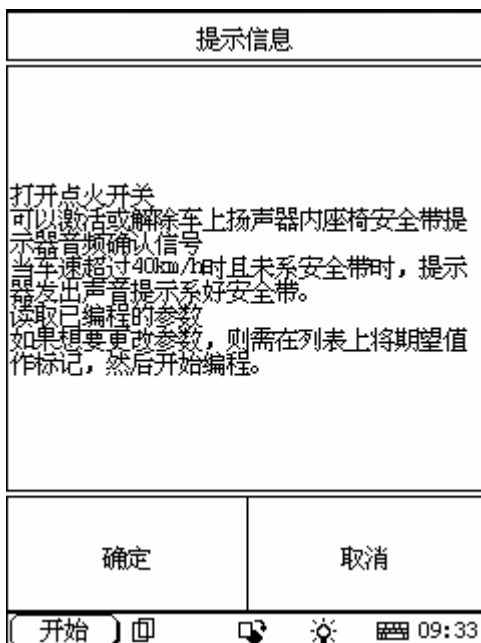 提示信息
打开点火开关
可以激活或解除车上扬声器内座椅安全带提
示器音频确认信号
当车速超过40km/h时且未系安全带时，提示
器发出声音提示系好安全带。
读取已编程的参数
如果想要更改参数，则需在列表上将期望值
作标记，然后开始编程。
确定
取消
开始
09:33